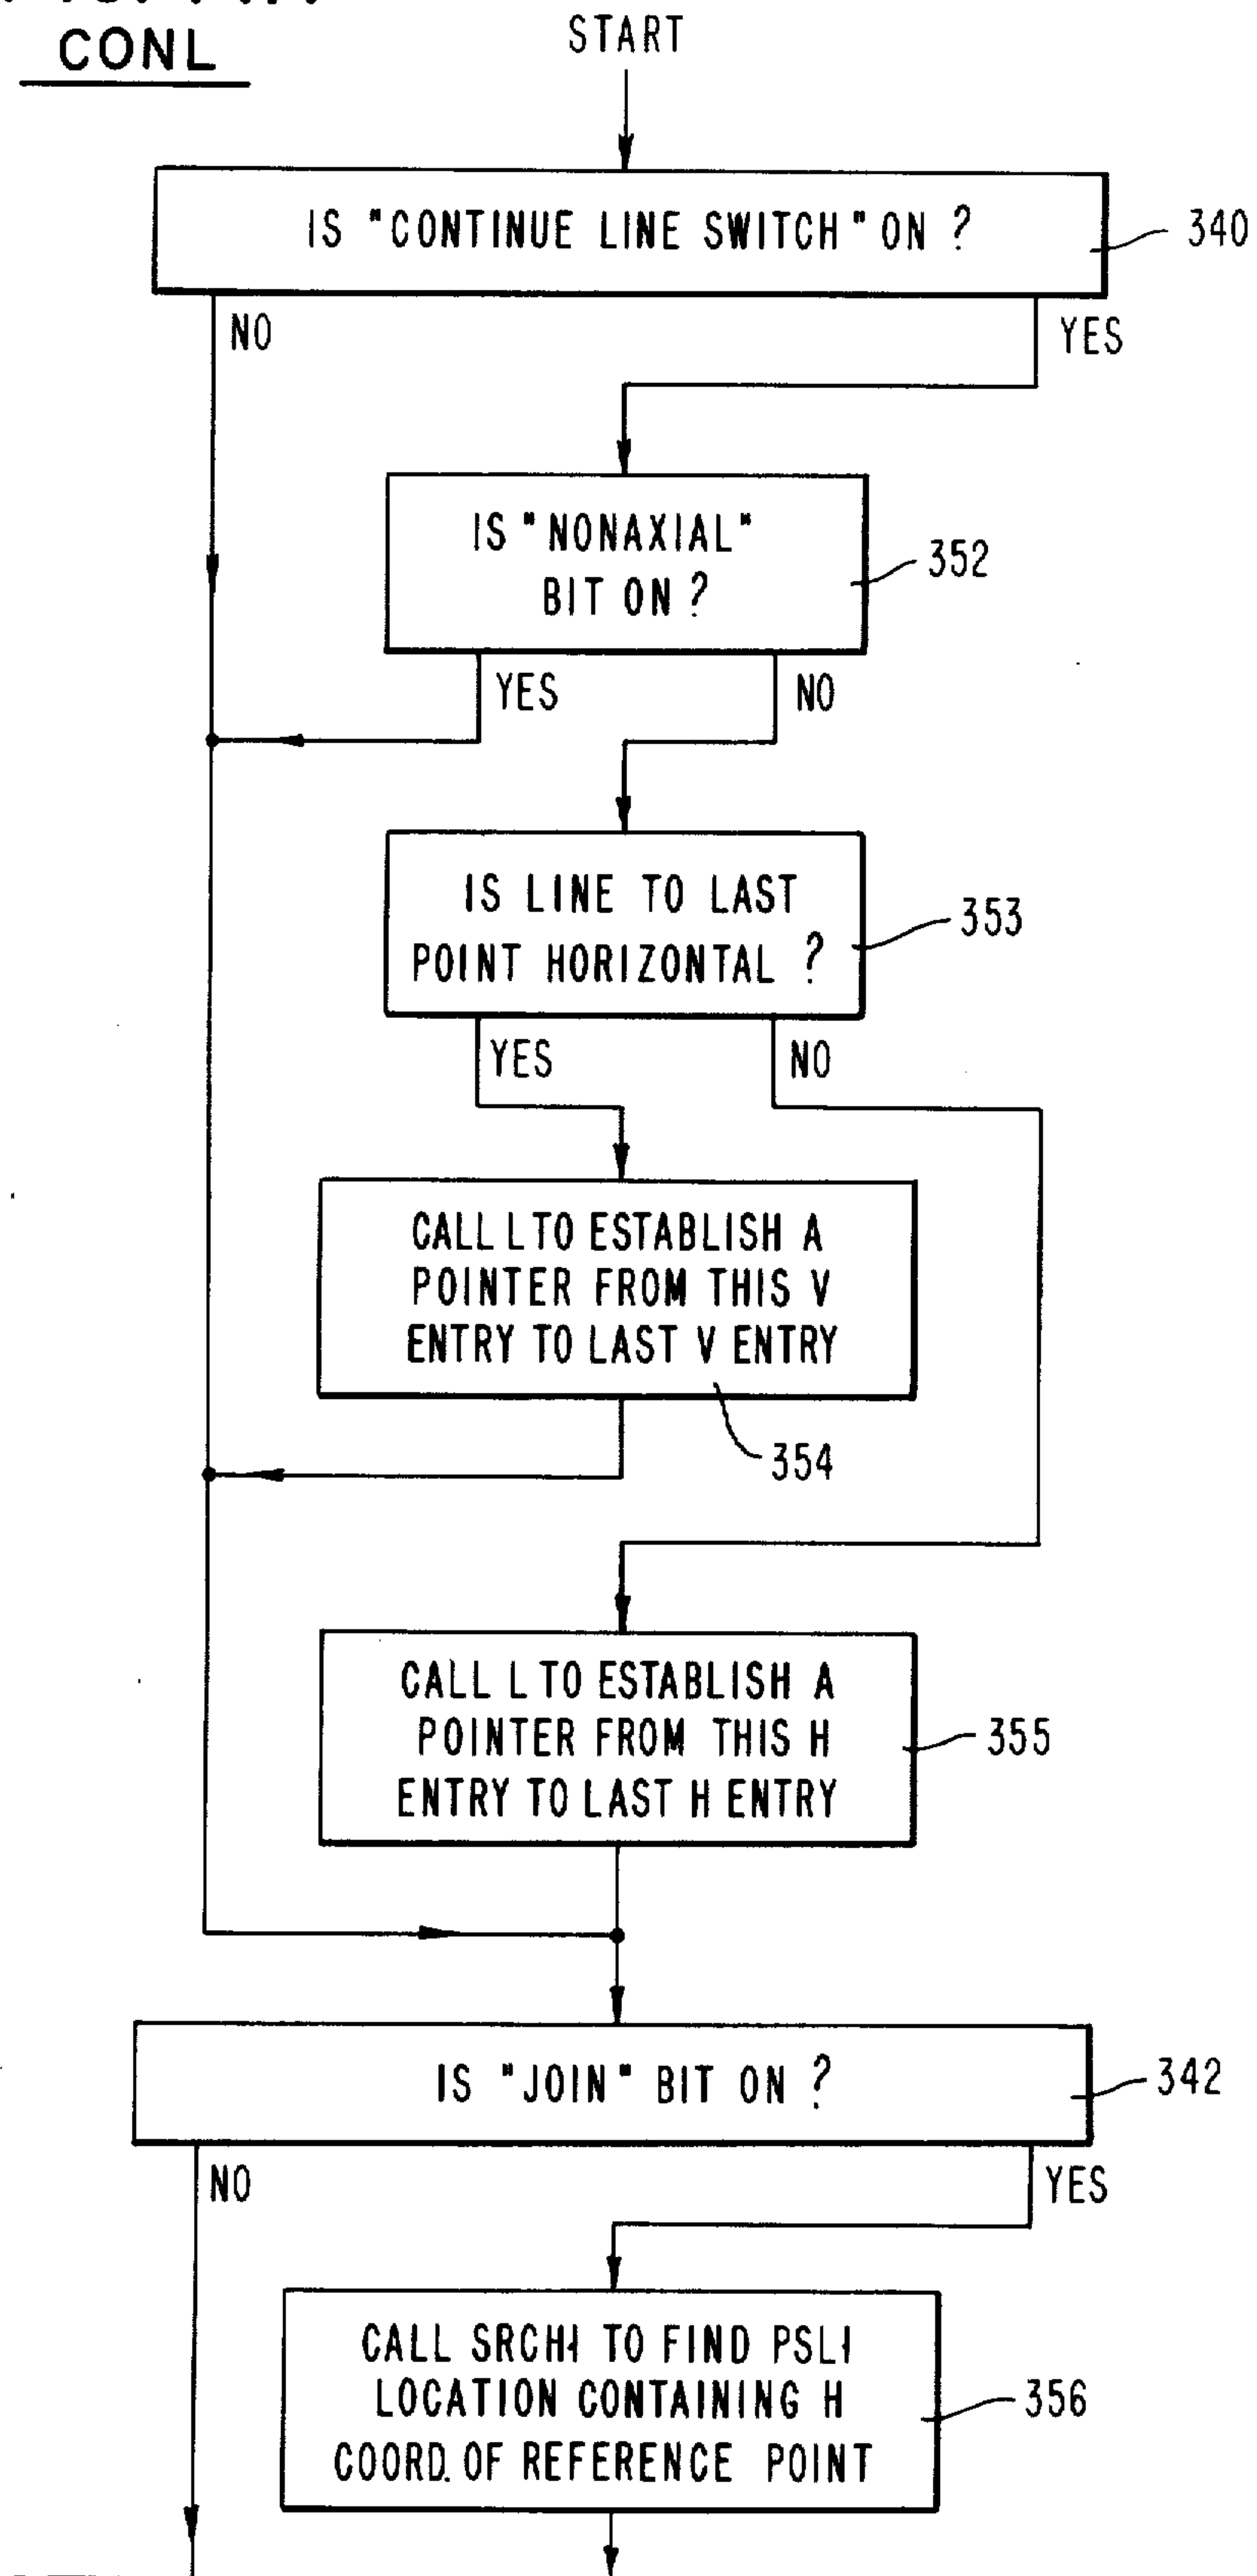 CONL
START
IS "CONTINUE LINE SWITCH" ON ?
340
NO
YES
IS "NONAXIAL"
BIT ON ?
352
YES
NO
IS LINE TO LAST
POINT HORIZONTAL ?
353
YES
NO
CALL L TO ESTABLISH A
POINTER FROM THIS V
ENTRY TO LAST V ENTRY
354
CALL L TO ESTABLISH A
POINTER FROM THIS H
ENTRY TO LAST H ENTRY
355
IS "JOIN" BIT ON ?
342
NO
YES
CALL SRCH1 TO FIND PSL1
LOCATION CONTAINING H
COORD. OF REFERENCE POINT
356